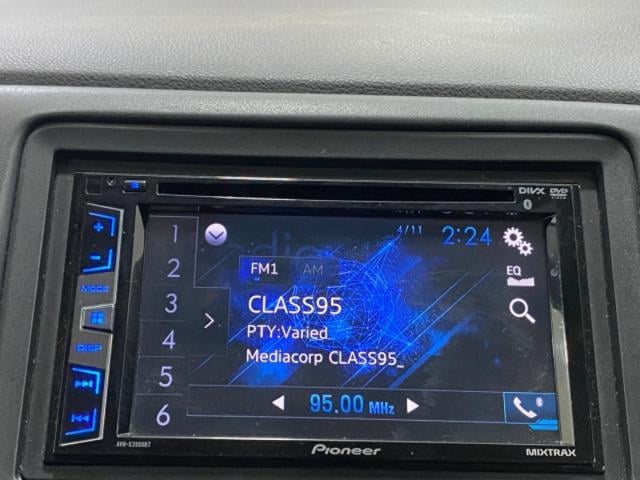 DIVX DVD
VIDEO
+
1
4/11 2:24
−
2
FM1 AM
EQ
MODE
3
CLASS95
PTY:Varied
4
Mediacorp CLASS95_
DISP
5
95.00 MHz
6
Pioneer
MIXTRAX